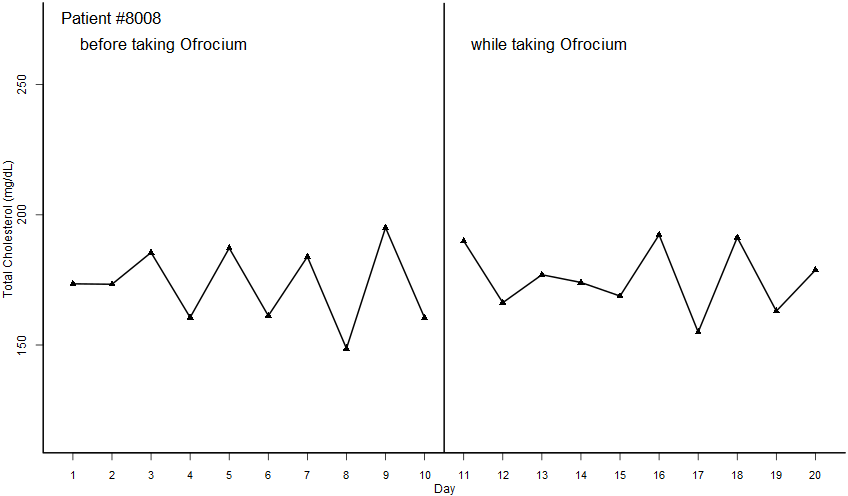 Patient #8008
before taking Ofrocium
while taking Ofrocium
Total Cholesterol (mg/dL)
250
200
150
1 2 3 4 5 6 7 8 9 10 11 12 13 14 15 16 17 18 19 20
Day